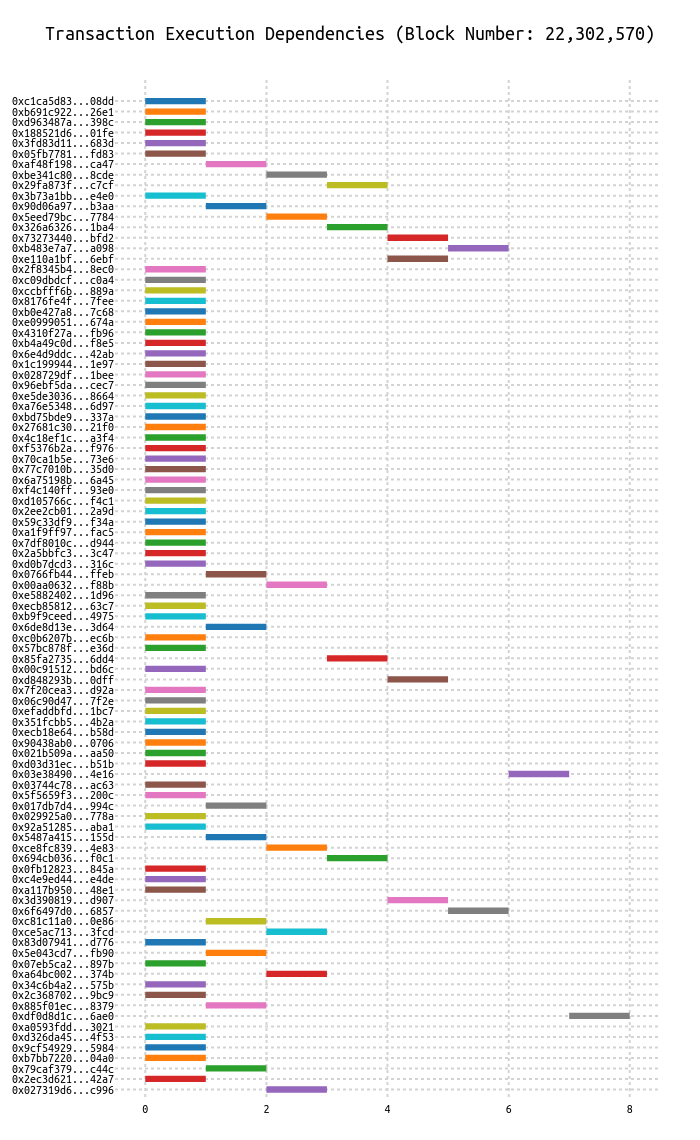 Transaction Execution Dependencies (Block Number: 22,302,570)
0xc1ca5d83...08dd
0xb691c922...26e1
0xd963487a...398c
0x188521d6...01fe
0x3fd83d11...683d
0x05fb7781...fd83
0xaf48f198...ca47
0xbe341c80...8cde
0x29fa873f...c7cf
0x3b73a1bb...e4e0
0x90d06a97...b3aa
0x5eed79bc...7784
0x326a6326...1ba4
0x73273440...bfd2
0xb483e7a7...a098
0xe110a1bf...6ebf
0x2f8345b4...8ec0
0xc09dbdcf...c0a4
0xccbfff6b...889a
0x8176fe4f...7fee
0xb0e427a8...7c68
0xe0999051...674a
0x4310f27a...fb96
0xb4a49c0d...f8e5
0x6e4d9ddc...42ab
0x1c199944...1e97
0x028729df...1bee
0x96ebf5da...cec7
0xe5de3036...8664
0xa76e5348...6d97
0xbd75bde9...337a
0x27681c30...21f0
0x4c18ef1c...a3f4
0xf5376b2a...f976
0x70ca1b5e...73e6
0x77c7010b...35d0
0x6a75198b...6a45
0xf4c140ff...93e0
0xd105766c...f4c1
0x2ee2cb01...2a9d
0x59c33df9...f34a
0xa1f9ff97...fac5
0x7df8010c...d944
0x2a5bbfc3...3c47
0xd0b7dcd3...316c
0x0766fb44...ffeb
0x00aa0632...f88b
0xe5882402...1d96
0xecb85812...63c7
0xb9f9ceed...4975
0x6de8d13e...3d64
0xc0b6207b...ec6b
0x57bc878f...e36d
0x85fa2735...6dd4
0x00c91512...bd6c
0xd848293b...0dff
0x7f20cea3...d92a
0x06c90d47...7f2e
0xefaddbfd...1bc7
0x351fcbb5...4b2a
0xecb18e64...b58d
0x90438ab0...0706
0x021b509a...aa50
0xd03d31ec...b51b
0x03e38490...4e16
0x03744c78...ac63
0x5f5659f3...200c
0x017db7d4...994c
0x029925a0...778a
0x92a51285...aba1
0x5487a415...155d
0xce8fc839...4e83
0x694cb036...f0c1
0x0fb12823...845a
0xc4e9ed44...e4de
0xa117b950...48e1
0x3d390819...d907
0x6f6497d0...6857
0xc81c11a0...0e86
0xce5ac713...3fcd
0x83d07941...d776
0x5e043cd7...fb90
0x07eb5ca2...897b
0xa64bc002...374b
0x34c6b4a2...575b
0x2c368702...9bc9
0x885f01ec...8379
0xdf0d8d1c...6ae0
0xa0593fdd...3021
0xd326da45...4f53
0x9cf54929...5984
0xb7bb7220...04a0
0x79caf379...c44c
0x2ec3d621...42a7
0x027319d6...c996
0 2 4 6 8